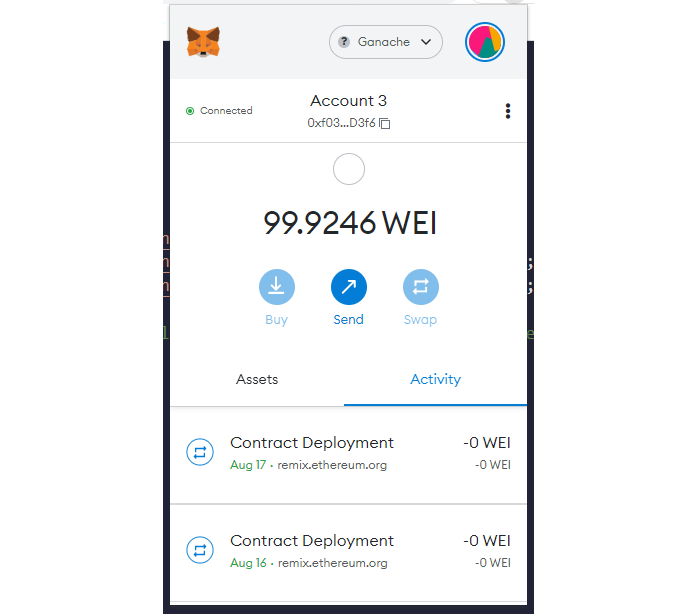 ? Ganache
Connected
Account 3
0xf03...D3f6
99.9246 WEI
Buy
Send
Swap
Assets
Activity
Contract Deployment -0 WEI
Aug 17 · remix.ethereum.org -0 WEI
Contract Deployment -0 WEI
Aug 16 · remix.ethereum.org -0 WEI